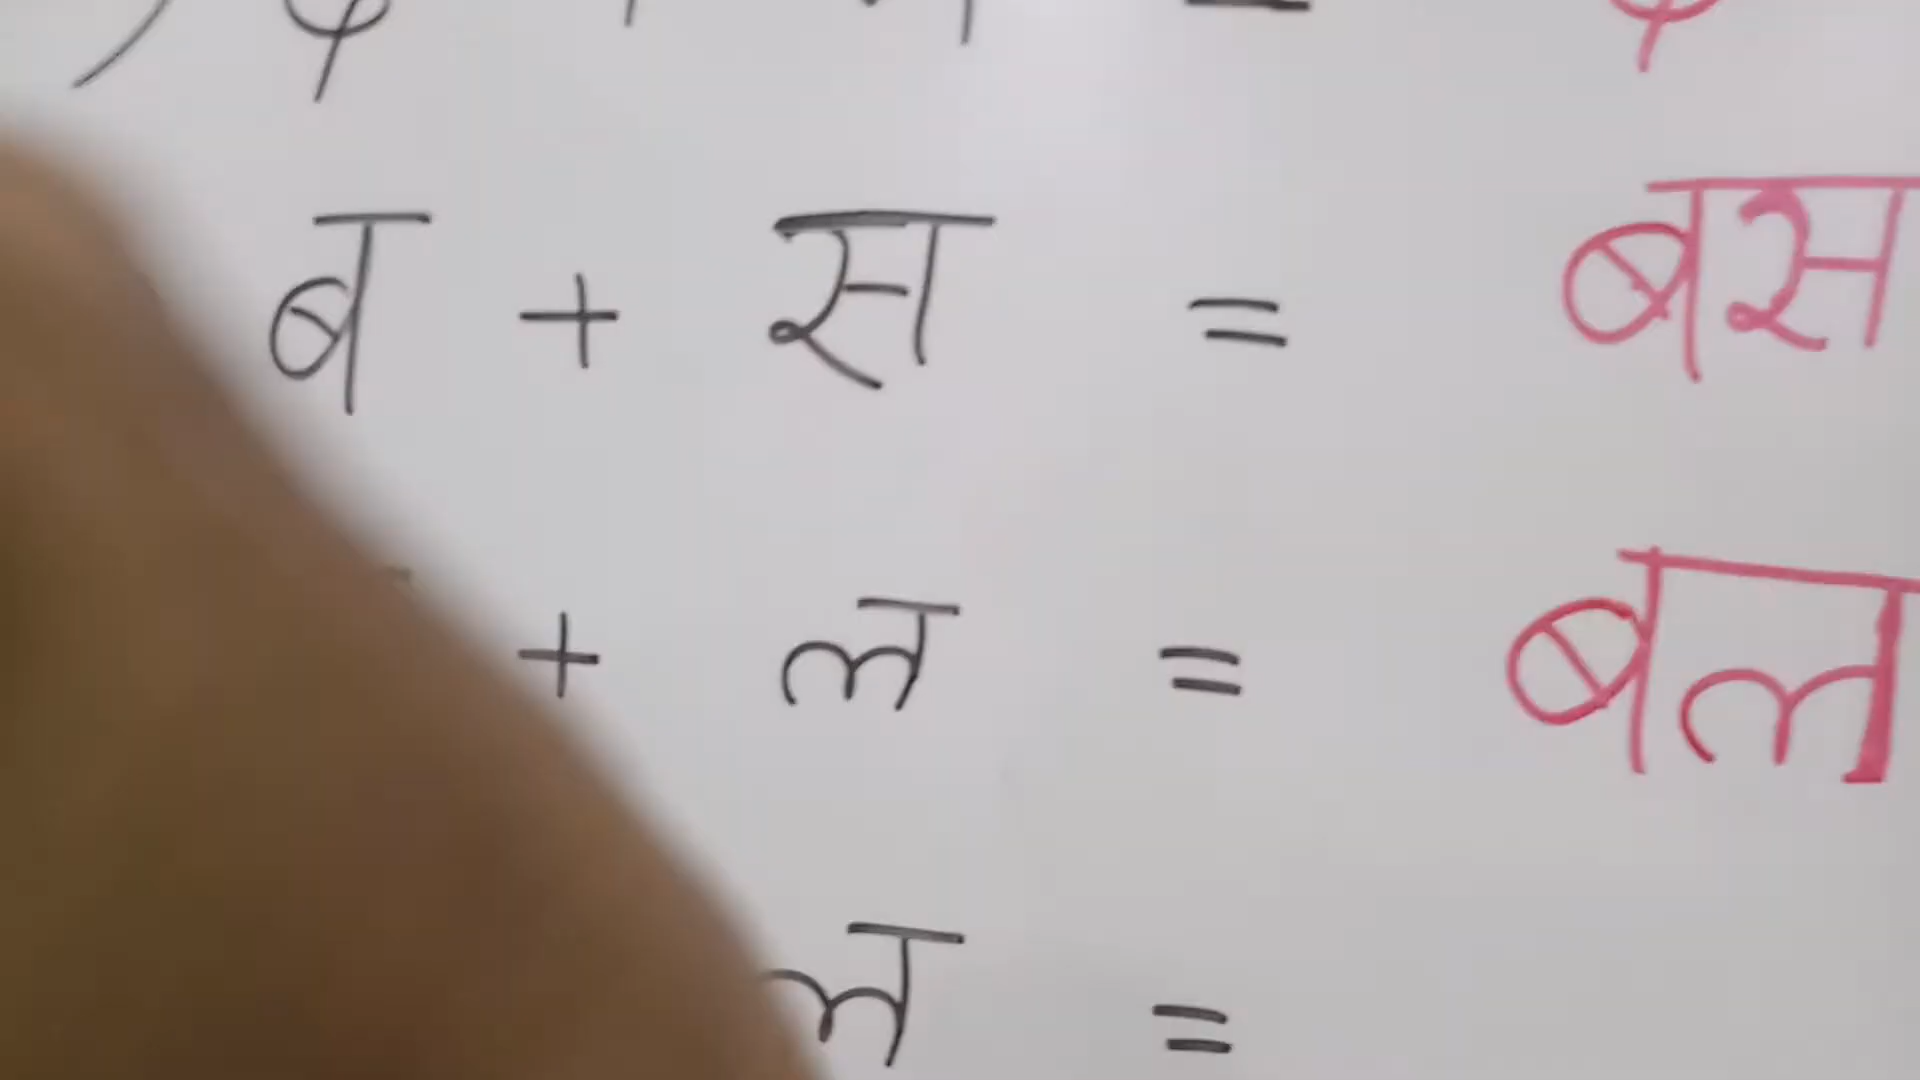 ब + स = बस
+ ल = बल
ल =